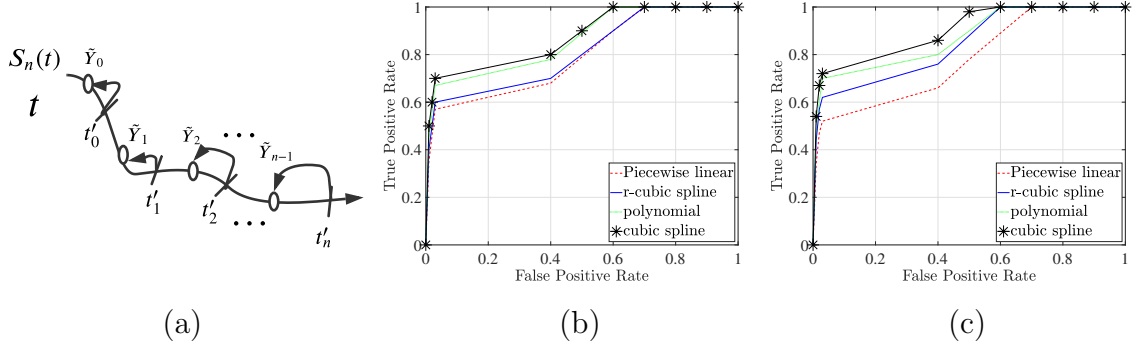 S_n(t)
Ỹ_0
t
t'_0
Ỹ_1
t'_1
Ỹ_2
t'_2
...
Ỹ_{n-1}
...
t'_n
(a)
True Positive Rate
1
0.8
0.6
0.4
0.2
0
0 0.2 0.4 0.6 0.8 1
False Positive Rate
Piecewise linear
r-cubic spline
polynomial
cubic spline
(b)
True Positive Rate
1
0.8
0.6
0.4
0.2
0
0 0.2 0.4 0.6 0.8 1
False Positive Rate
Piecewise linear
r-cubic spline
polynomial
cubic spline
(c)